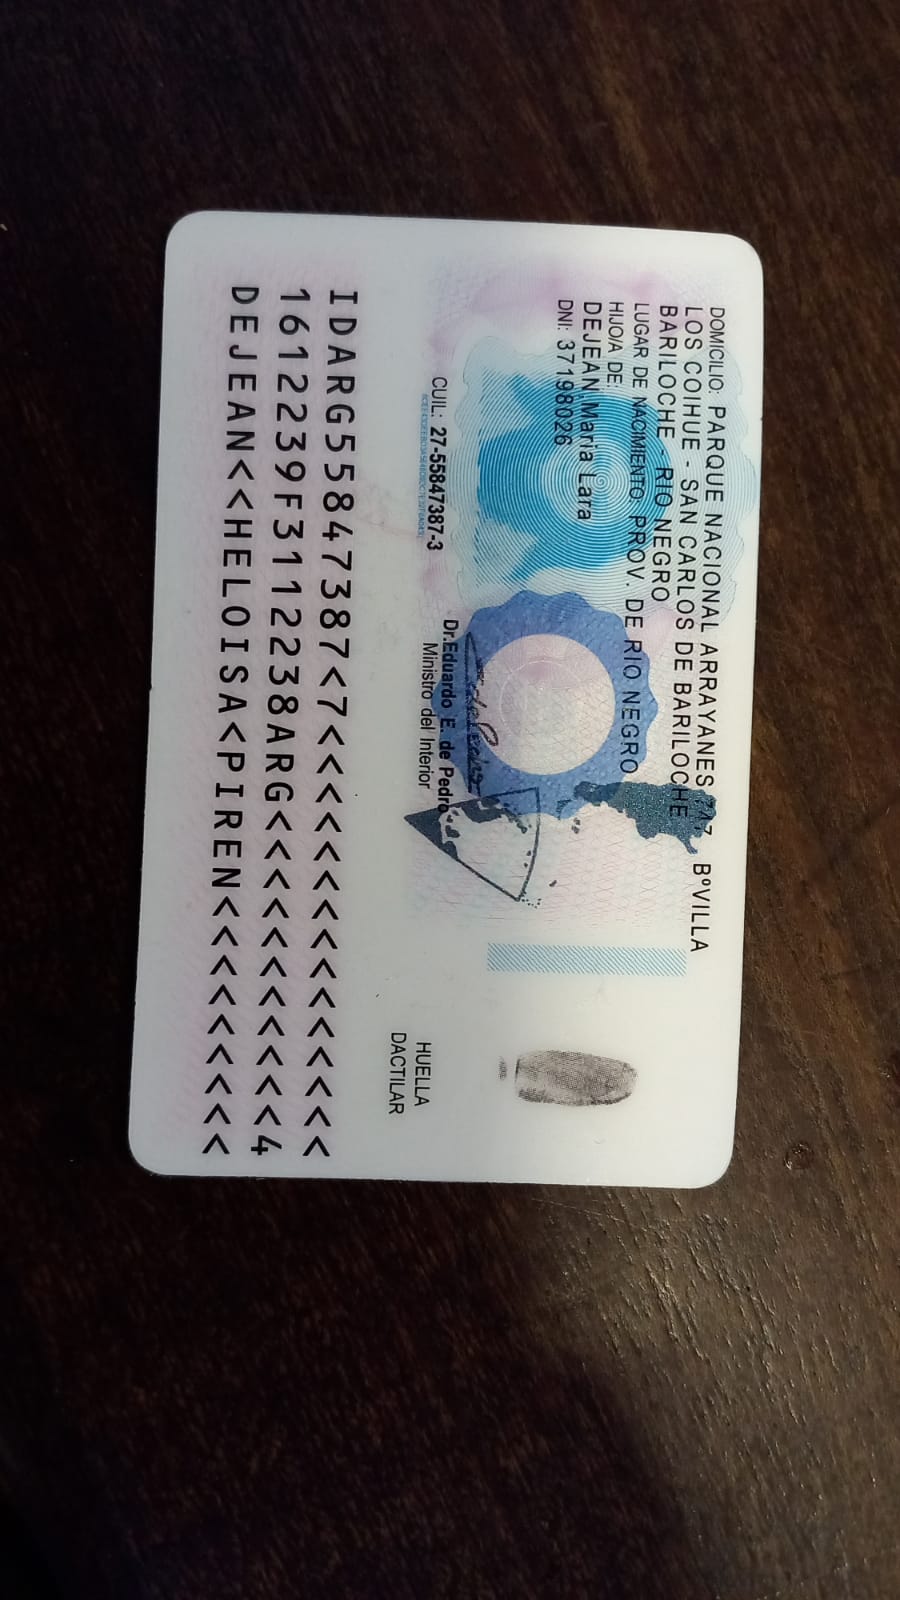 DOMICILIO: PARQUE NACIONAL ARRAYANES 747 BºVILLA
LOS COIHUE - SAN CARLOS DE BARILOCHE
BARILOCHE - RIO NEGRO
LUGAR DE NACIMIENTO: PROV. DE RIO NEGRO
HIJO/A DE:
DEJEAN Maria Lara
DNI: 37198026
CUIL: 27-55847387-3
Dr. Eduardo E. de Pedro
Ministro del Interior
HUELLA
DACTILAR
IDARG55847387<7<<<<<<<<<<<<<<<
1612239F3112238ARG<<<<<<<<<<<4
DEJEAN<<HELOISA<PIREN<<<<<<<<<